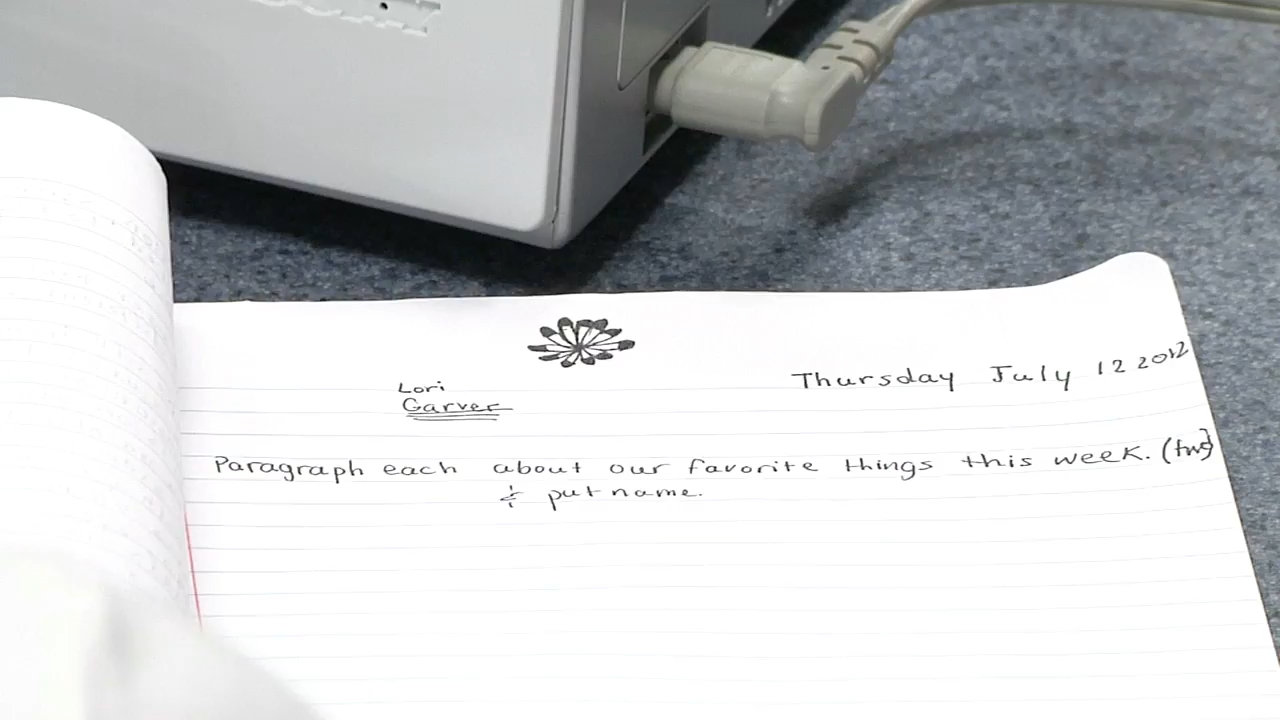 Thursday July 12 2012
Lori
Garver
Paragraph each about our favorite things this week.
& put name.